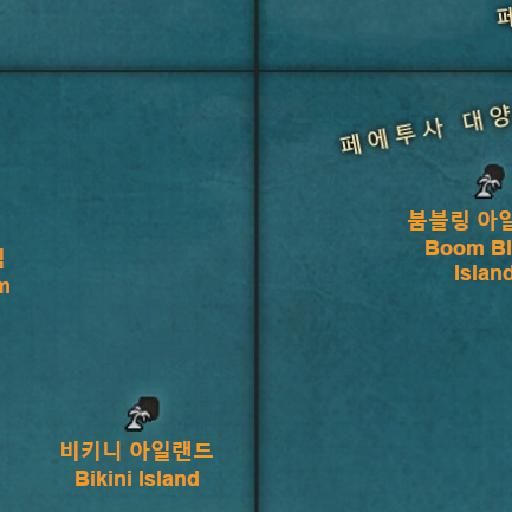 페
페에투사 대양
붐블링 아일
Boom Bl
Island
m
비키니 아일랜드
Bikini Island